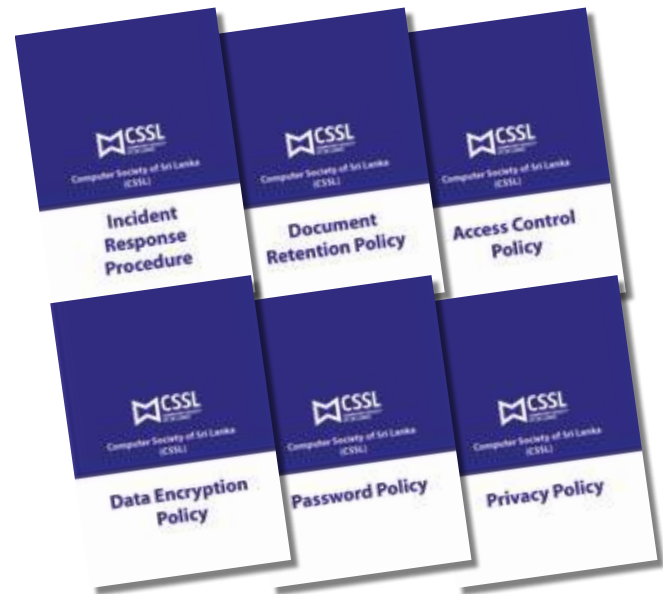 CSSL
Computer Society of Sri Lanka
(CSSL)
Incident
Response
Procedure
CSSL
Computer Society of Sri Lanka
(CSSL)
Document
Retention Policy
CSSL
Computer Society of Sri Lanka
(CSSL)
Access Control
Policy
CSSL
Computer Society of Sri Lanka
(CSSL)
Data Encryption
Policy
CSSL
Computer Society of Sri Lanka
(CSSL)
Password Policy
CSSL
Computer Society of Sri Lanka
(CSSL)
Privacy Policy